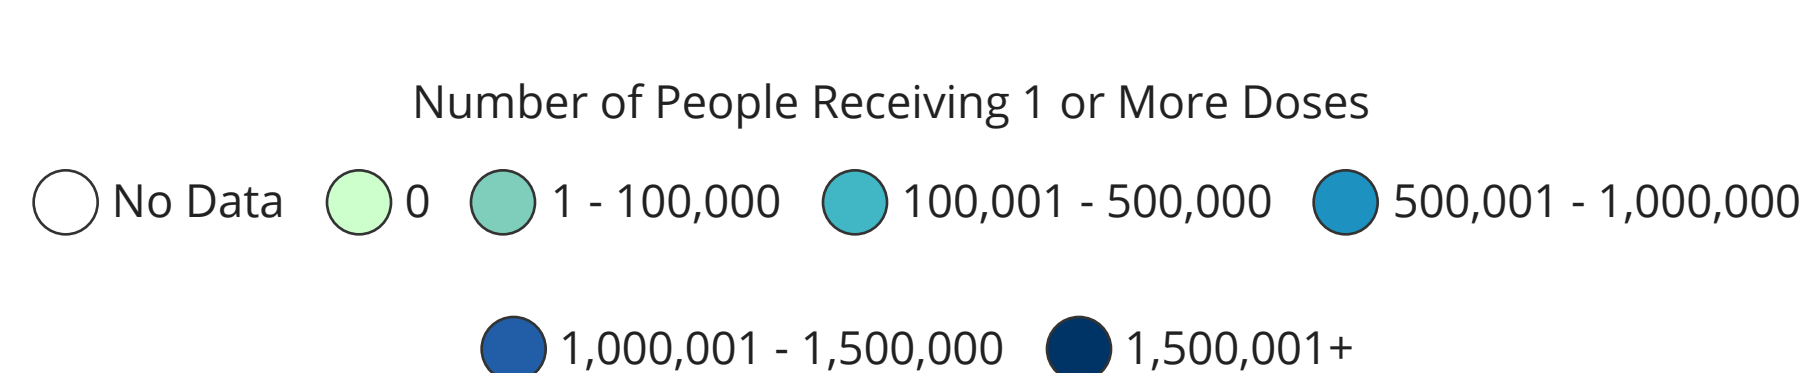 Number of People Receiving 1 or More Doses
No Data 0 1 - 100,000 100,001 - 500,000 500,001 - 1,000,000
1,000,001 - 1,500,000 1,500,001+